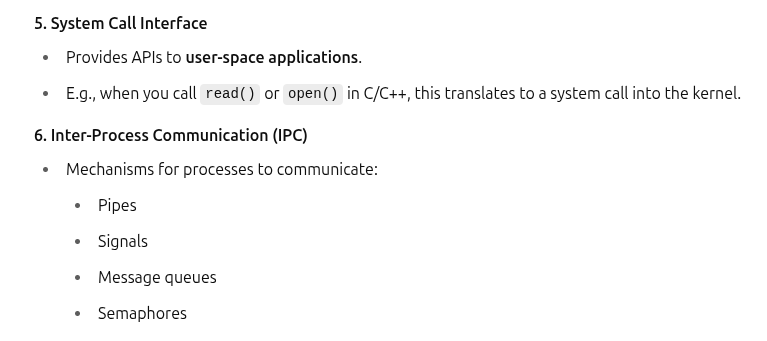 5. System Call Interface
• Provides APIs to user-space applications.
• E.g., when you call read() or open() in C/C++, this translates to a system call into the kernel.
6. Inter-Process Communication (IPC)
• Mechanisms for processes to communicate:
• Pipes
• Signals
• Message queues
• Semaphores